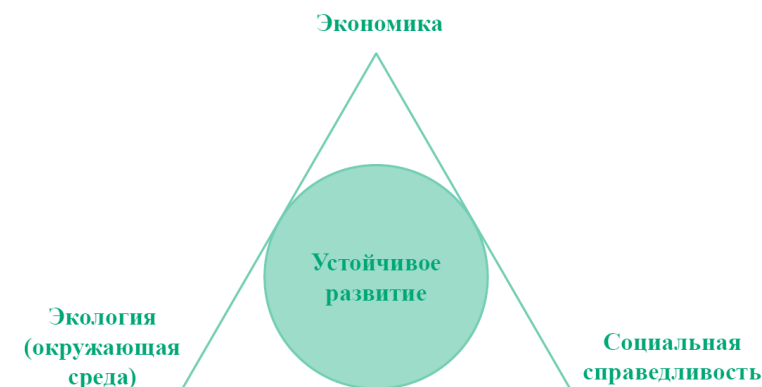 Экономика
Устойчивое
развитие
Экология
(окружающая
среда)
Социальная
справедливость